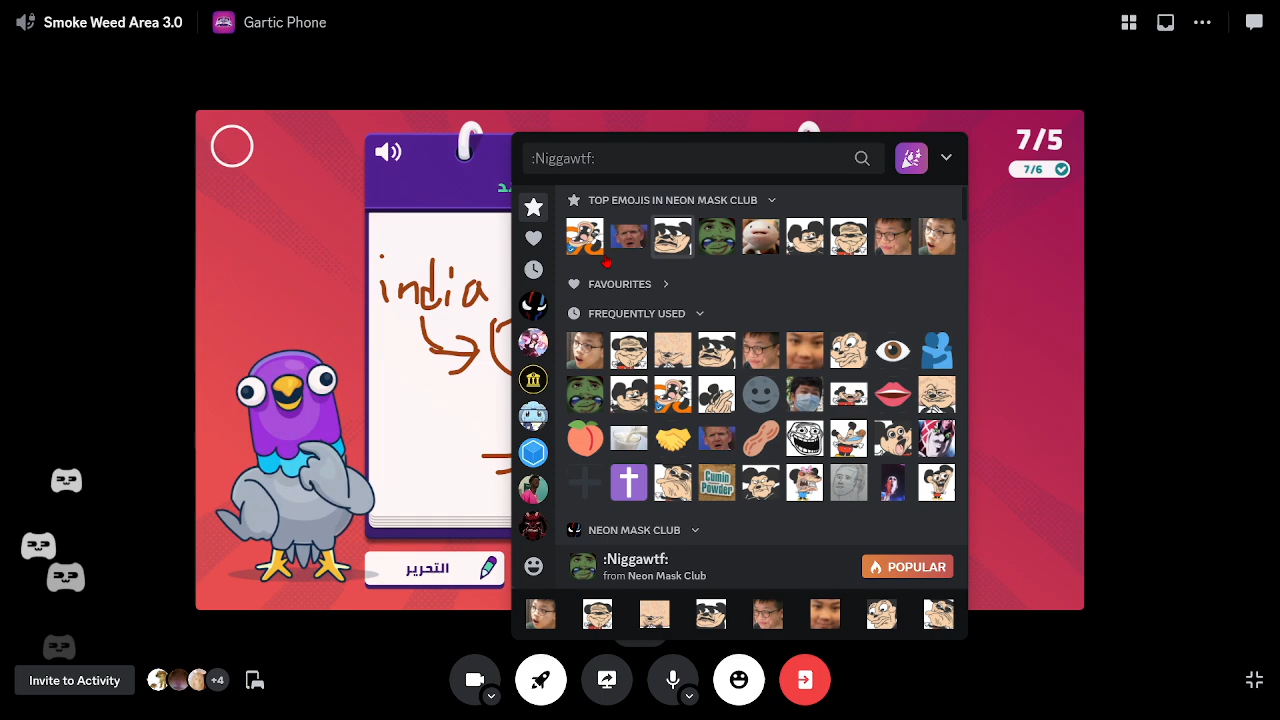 Smoke Weed Area 3.0
Gartic Phone
7/5
7/6
:Niggawtf:
TOP EMOJIS IN NEON MASK CLUB
FAVOURITES
FREQUENTLY USED
india
Cumin
Powder
NEON MASK CLUB
:Niggawtf:
from Neon Mask Club
POPULAR
التحرير
Invite to Activity
+4